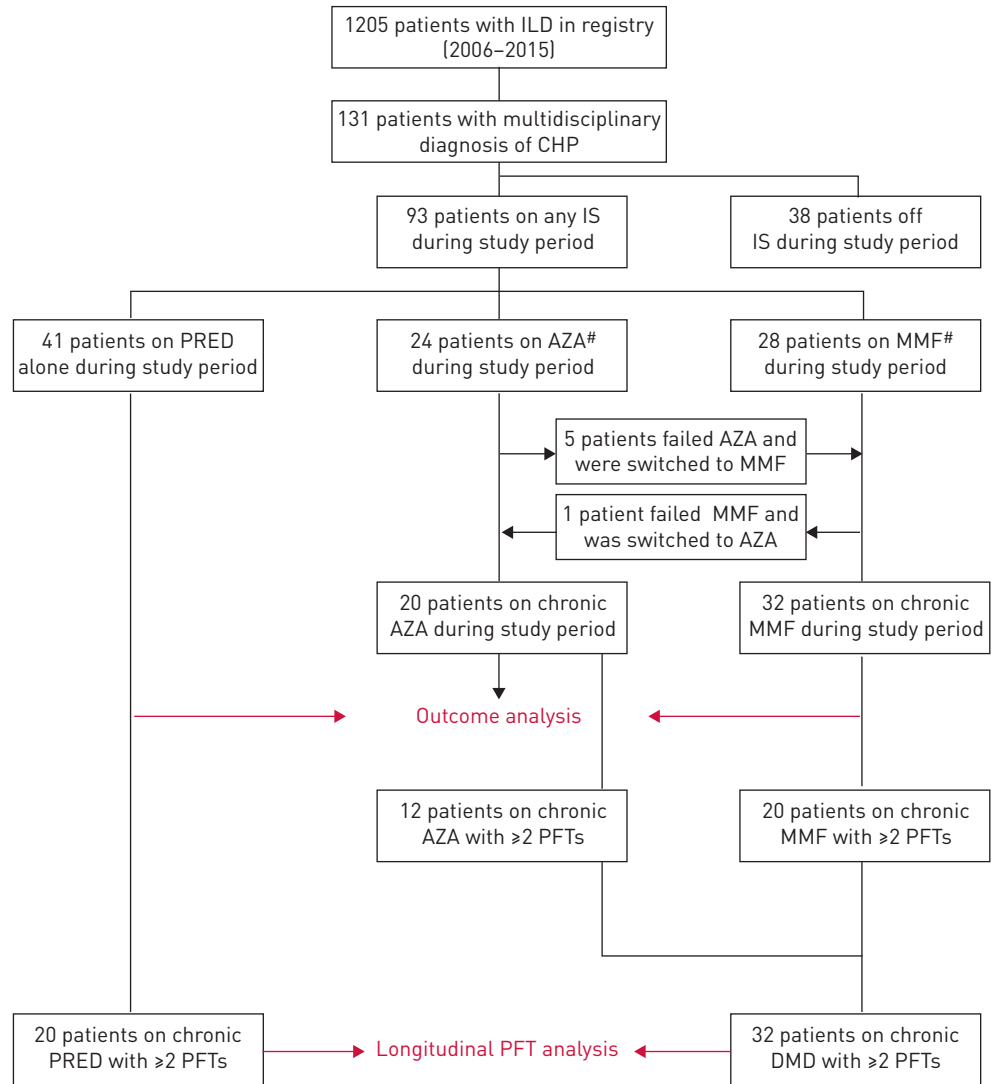 1205 patients with ILD in registry
(2006–2015)
131 patients with multidisciplinary
diagnosis of CHP
93 patients on any IS
during study period
38 patients off
IS during study period
41 patients on PRED
alone during study period
24 patients on AZA#
during study period
28 patients on MMF#
during study period
5 patients failed AZA and
were switched to MMF
1 patient failed MMF and
was switched to AZA
20 patients on chronic
AZA during study period
32 patients on chronic
MMF during study period
Outcome analysis
12 patients on chronic
AZA with ≥2 PFTs
20 patients on chronic
MMF with ≥2 PFTs
20 patients on chronic
PRED with ≥2 PFTs
Longitudinal PFT analysis
32 patients on chronic
DMD with ≥2 PFTs